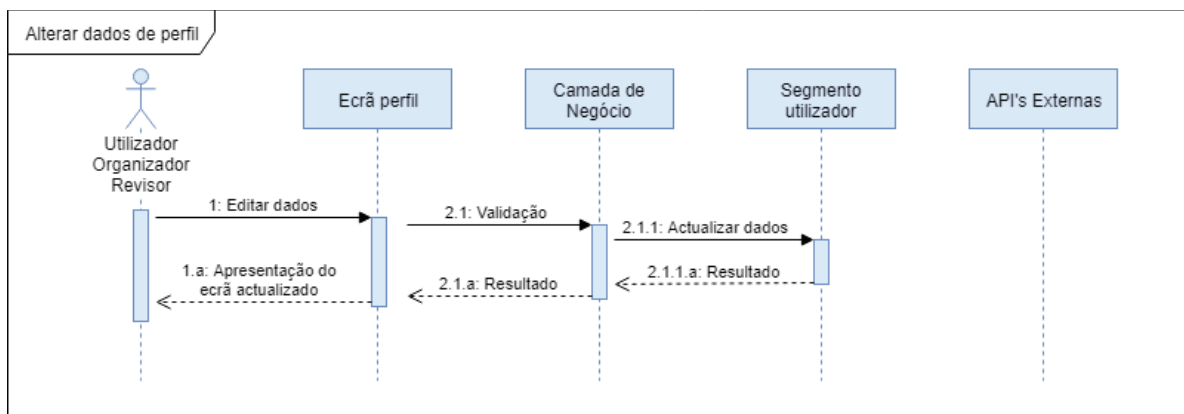 Alterar dados de perfil
Ecrã perfil
Camada de
Negócio
Segmento
utilizador
API's Externas
Utilizador
Organizador
Revisor
1: Editar dados
2.1: Validação
2.1.1: Actualizar dados
1.a: Apresentação do
ecrã actualizado
2.1.a: Resultado
2.1.1.a: Resultado